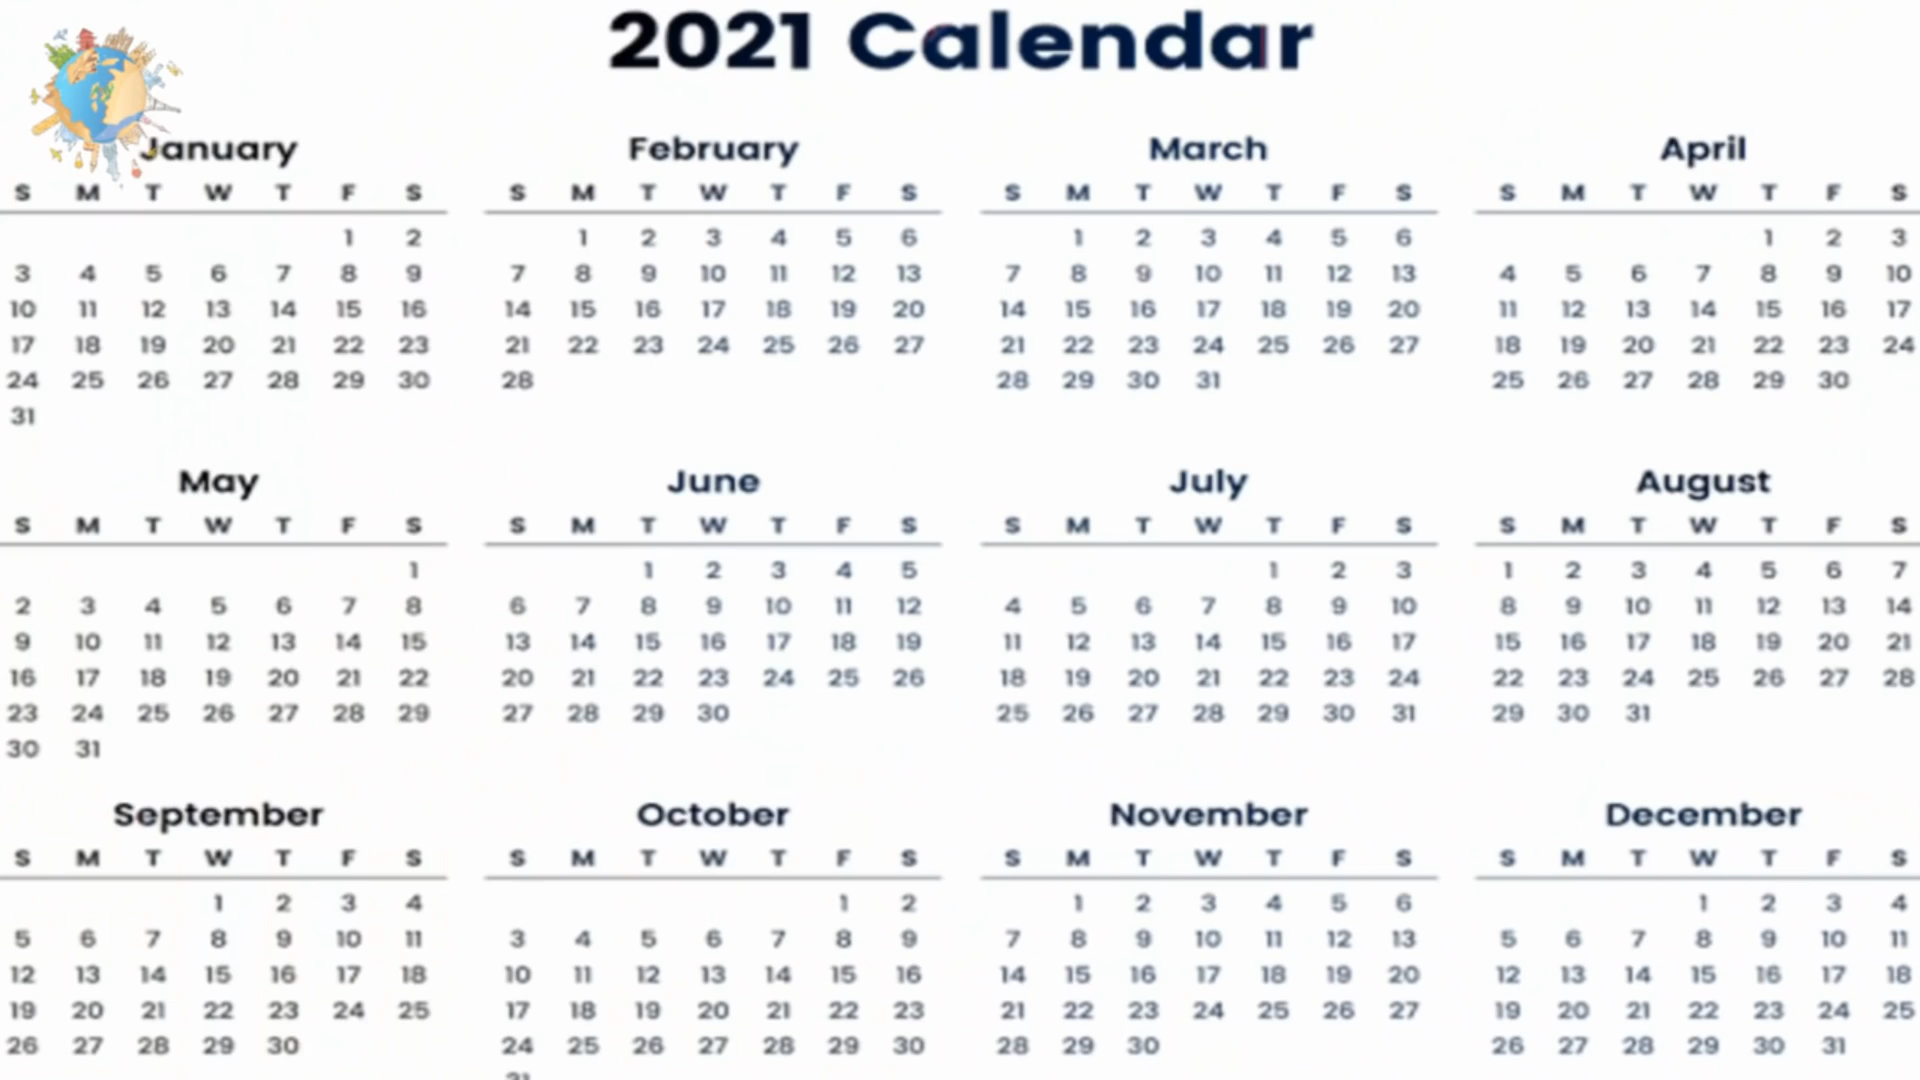 2021 Calendar
January
S M T W T F S
1 2
3 4 5 6 7 8 9
10 11 12 13 14 15 16
17 18 19 20 21 22 23
24 25 26 27 28 29 30
31
February
S M T W T F S
1 2 3 4 5 6
7 8 9 10 11 12 13
14 15 16 17 18 19 20
21 22 23 24 25 26 27
28
March
S M T W T F S
1 2 3 4 5 6
7 8 9 10 11 12 13
14 15 16 17 18 19 20
21 22 23 24 25 26 27
28 29 30 31
April
S M T W T F S
1 2 3
4 5 6 7 8 9 10
11 12 13 14 15 16 17
18 19 20 21 22 23 24
25 26 27 28 29 30
May
S M T W T F S
1
2 3 4 5 6 7 8
9 10 11 12 13 14 15
16 17 18 19 20 21 22
23 24 25 26 27 28 29
30 31
June
S M T W T F S
1 2 3 4 5
6 7 8 9 10 11 12
13 14 15 16 17 18 19
20 21 22 23 24 25 26
27 28 29 30
July
S M T W T F S
1 2 3
4 5 6 7 8 9 10
11 12 13 14 15 16 17
18 19 20 21 22 23 24
25 26 27 28 29 30 31
August
S M T W T F S
1 2 3 4 5 6 7
8 9 10 11 12 13 14
15 16 17 18 19 20 21
22 23 24 25 26 27 28
29 30 31
September
S M T W T F S
1 2 3 4
5 6 7 8 9 10 11
12 13 14 15 16 17 18
19 20 21 22 23 24 25
26 27 28 29 30
October
S M T W T F S
1 2
3 4 5 6 7 8 9
10 11 12 13 14 15 16
17 18 19 20 21 22 23
24 25 26 27 28 29 30
31
November
S M T W T F S
1 2 3 4 5 6
7 8 9 10 11 12 13
14 15 16 17 18 19 20
21 22 23 24 25 26 27
28 29 30
December
S M T W T F S
1 2 3 4
5 6 7 8 9 10 11
12 13 14 15 16 17 18
19 20 21 22 23 24 25
26 27 28 29 30 31